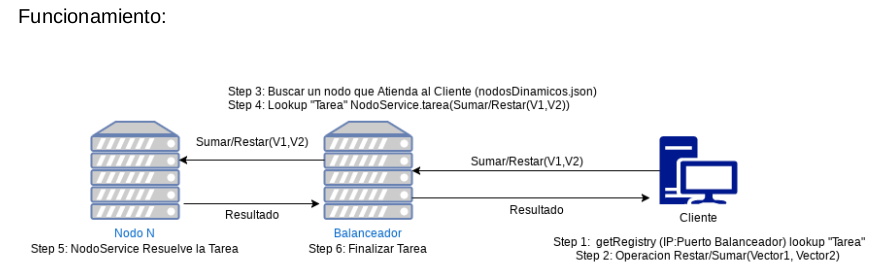 Funcionamiento:
Step 3: Buscar un nodo que Atienda al Cliente (nodosDinamicos.json)
Step 4: Lookup "Tarea" NodoService.tarea(Sumar/Restar(V1,V2))
Sumar/Restar(V1,V2)
Sumar/Restar(V1,V2)
Resultado
Resultado
Nodo N
Balanceador
Cliente
Step 5: NodoService Resuelve la Tarea
Step 6: Finalizar Tarea
Step 1:  getRegistry (IP:Puerto Balanceador) lookup "Tarea"
Step 2: Operacion Restar/Sumar(Vector1, Vector2)